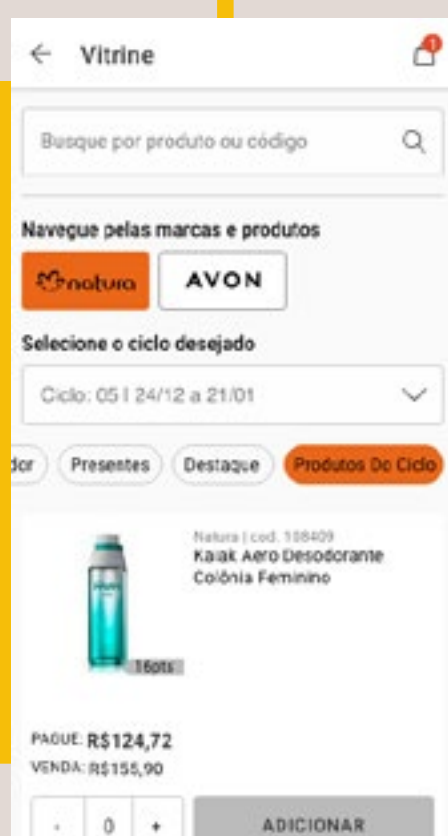 Vitrine
1
Busque por produto ou código
Navegue pelas marcas e produtos
natura AVON
Selecione o ciclo desejado
Ciclo: 05 | 24/12 a 21/01
dor Presentes Destaque Produtos Do Ciclo
Natura | cod. 108409
Kaiak Aero Desodorante
Colônia Feminino
16pts
PAGUE: R$124,72
VENDA: R$155,90
- 0 + ADICIONAR